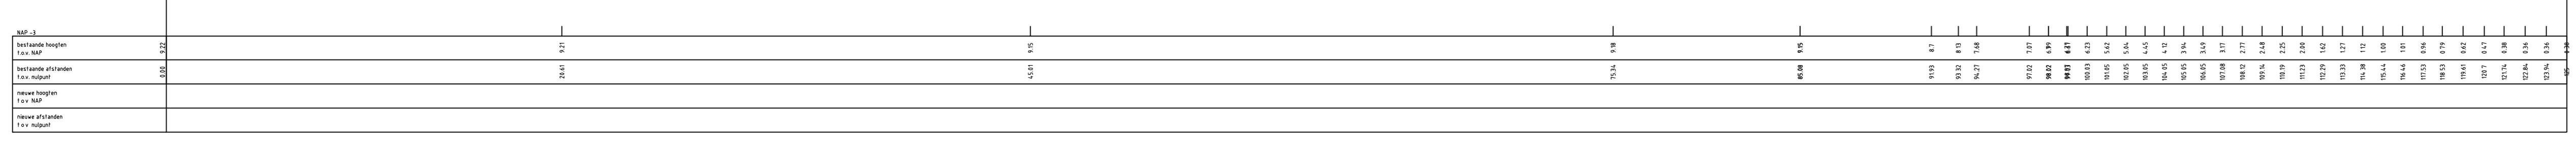 NAP -3
bestaande hoogten
t.o.v. NAP
9.22 9.21 9.15 9.18 9.15 8.7 8.13 7.68 7.07 6.23 5.62 5.04 4.45 4.12 3.94 3.49 3.17 2.77 2.48 2.25 2.00 1.62 1.27 1.12 1.00 1.01 0.96 0.79 0.62 0.47 0.38 0.36 0.36
bestaande afstanden
t.o.v. nulpunt
0.00 20.61 45.01 75.34 85.08 91.93 93.32 94.27 97.02 98.02 100.03 101.05 102.05 103.05 104.05 105.05 106.05 107.08 108.12 109.14 110.19 111.23 112.29 113.33 114.38 115.44 116.46 117.53 118.53 119.61 120.7 121.74 122.84 123.94
nieuwe hoogten
t o v NAP
nieuwe afstanden
t o v nulpunt